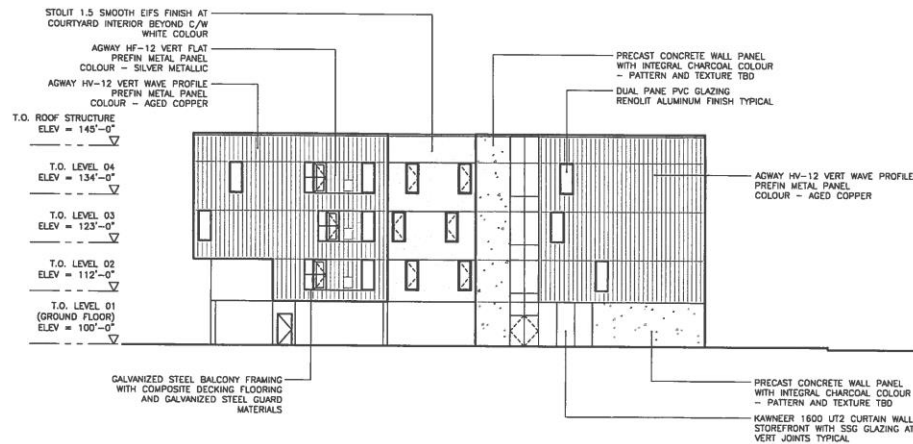 STOLIT 1.5 SMOOTH EIFS FINISH AT
COURTYARD INTERIOR BEYOND C/W
WHITE COLOUR
AGWAY HF-12 VERT FLAT
PREFIN METAL PANEL
COLOUR - SILVER METALLIC
AGWAY HV-12 VERT WAVE PROFILE
PREFIN METAL PANEL
COLOUR - AGED COPPER
T.O. ROOF STRUCTURE
ELEV = 145'-0"
T.O. LEVEL 04
ELEV = 134'-0"
T.O. LEVEL 03
ELEV = 123'-0"
T.O. LEVEL 02
ELEV = 112'-0"
T.O. LEVEL 01
(GROUND FLOOR)
ELEV = 100'-0"
GALVANIZED STEEL BALCONY FRAMING
WITH COMPOSITE DECKING FLOORING
AND GALVANIZED STEEL GUARD
MATERIALS
PRECAST CONCRETE WALL PANEL
WITH INTEGRAL CHARCOAL COLOUR
- PATTERN AND TEXTURE TBD
DUAL PANE PVC GLAZING
RENOLIT ALUMINUM FINISH TYPICAL
AGWAY HV-12 VERT WAVE PROFILE
PREFIN METAL PANEL
COLOUR - AGED COPPER
PRECAST CONCRETE WALL PANEL
WITH INTEGRAL CHARCOAL COLOUR
- PATTERN AND TEXTURE TBD
KAWNEER 1600 UT2 CURTAIN WALL
STOREFRONT WITH SSG GLAZING AT
VERT JOINTS TYPICAL